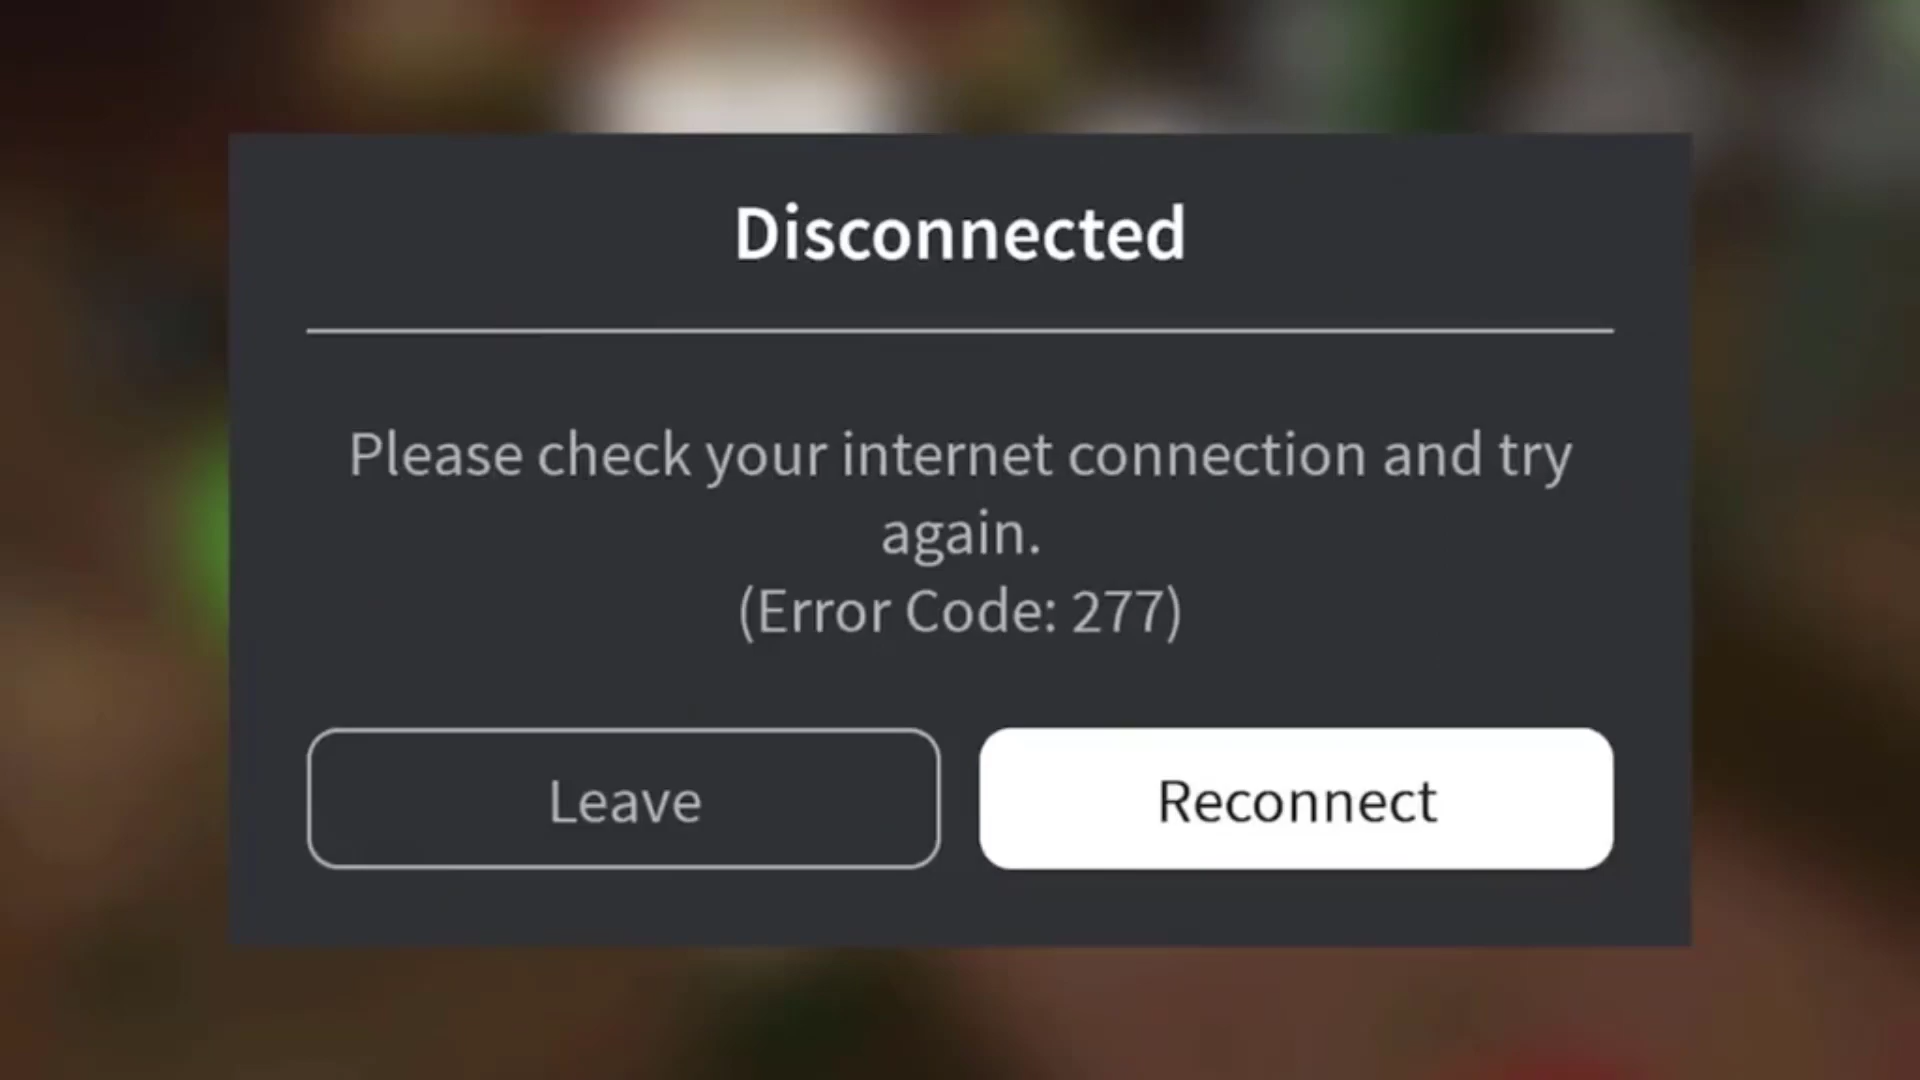 Disconnected
Please check your internet connection and try
again.
(Error Code: 277)
Leave
Reconnect